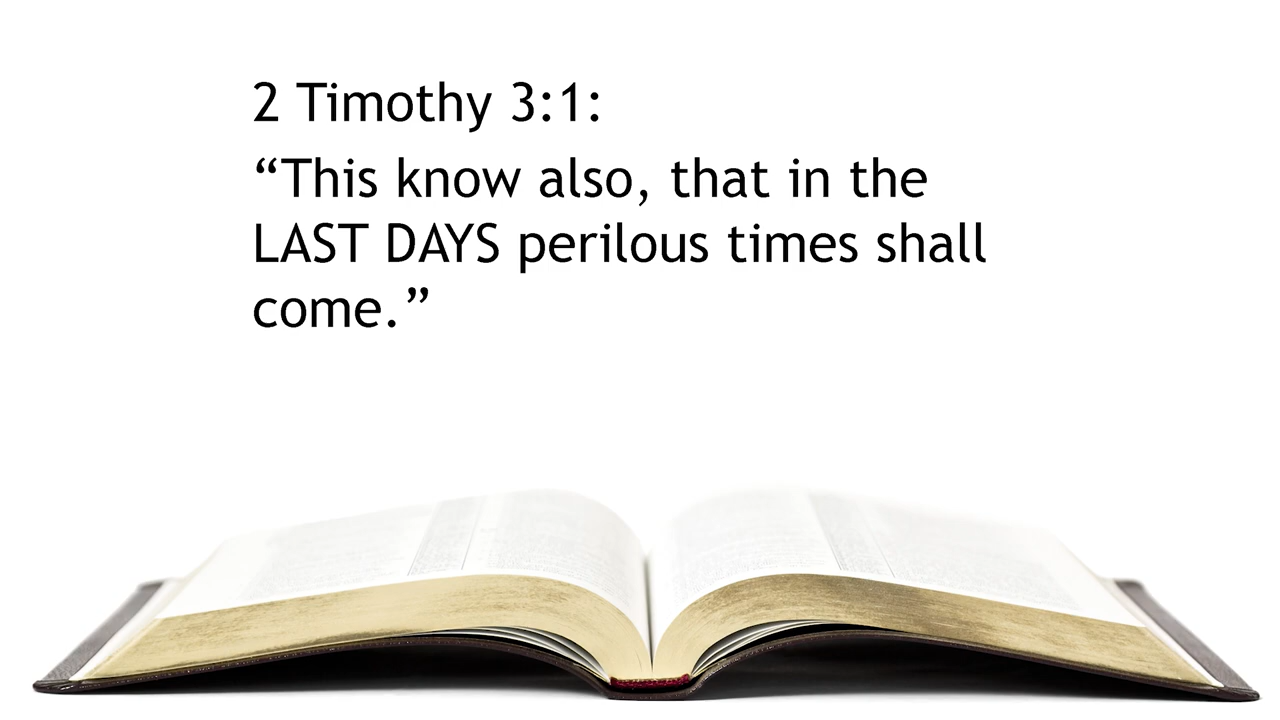 2 Timothy 3:1:
“This know also, that in the
LAST DAYS perilous times shall
come.”